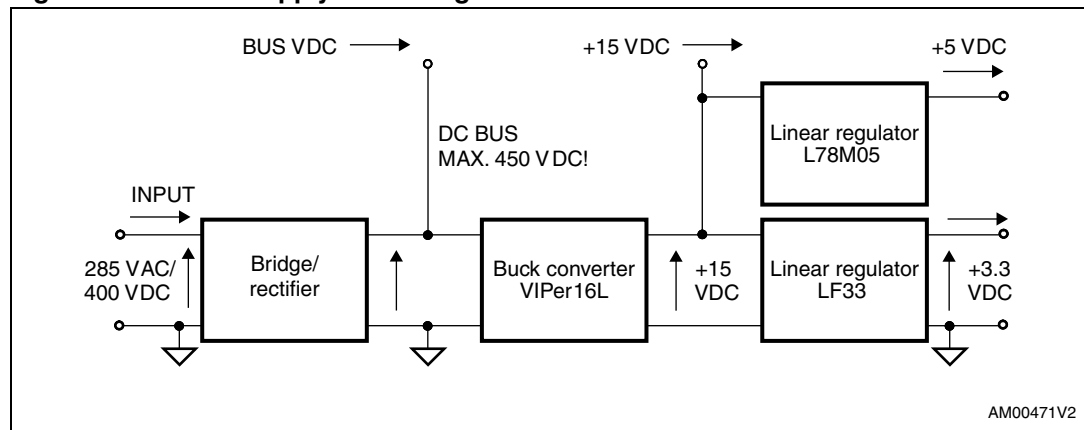 BUS VDC
+15 VDC
+5 VDC
Linear regulator
L78M05
DC BUS
MAX. 450 VDC!
INPUT
285 VAC/
400 VDC
Bridge/
rectifier
Buck converter
VIPer16L
+15
VDC
Linear regulator
LF33
+3.3
VDC
AM00471V2